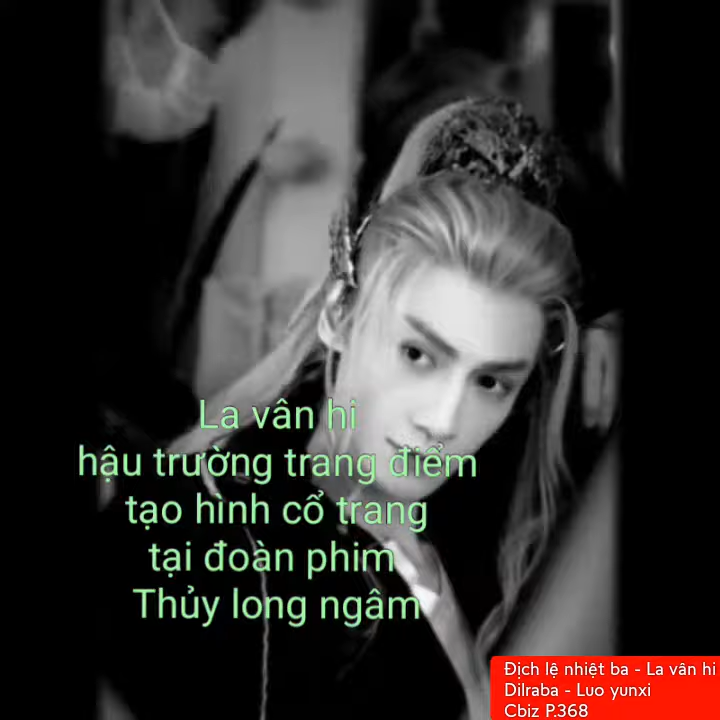 La vân hi
hậu trường trang điểm
tạo hình cổ trang
tại đoàn phim
Thủy long ngâm
Địch lệ nhiệt ba - La vân hi
Dilraba - Luo yunxi
Cbiz P.368